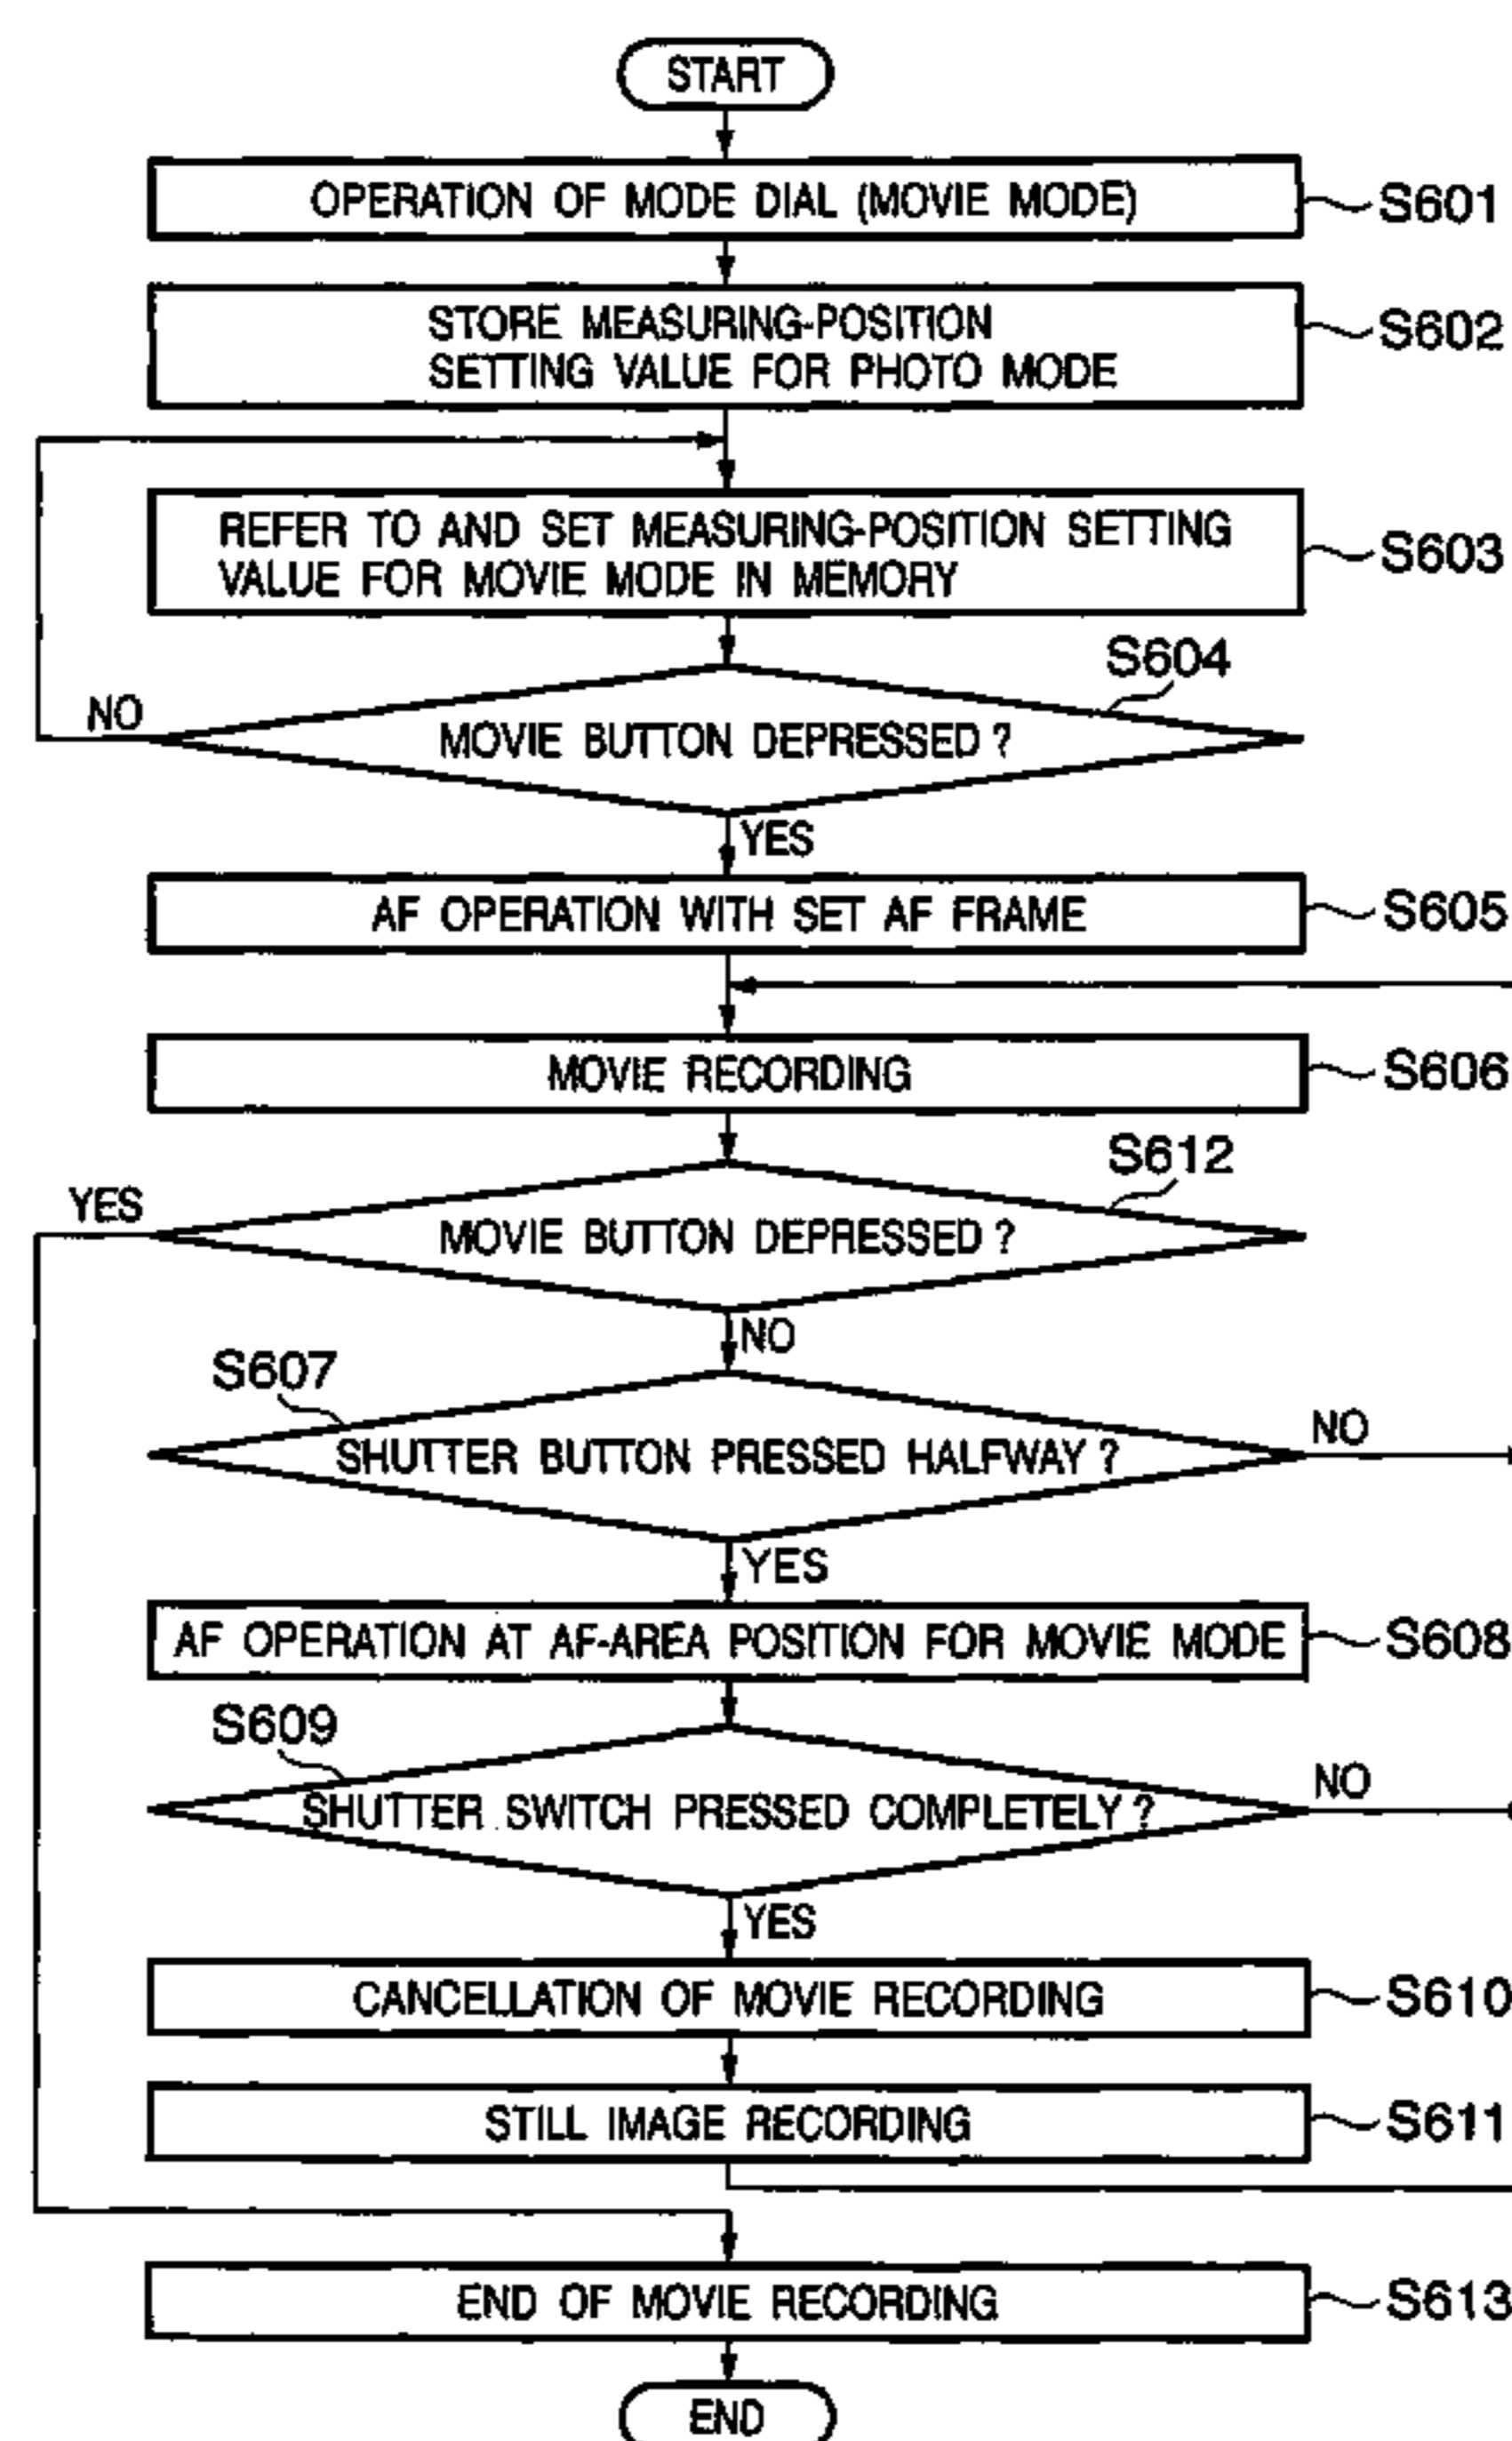 START
OPERATION OF MODE DIAL (MOVIE MODE)
S601
STORE MEASURING-POSITION
SETTING VALUE FOR PHOTO MODE
S602
REFER TO AND SET MEASURING-POSITION SETTING
VALUE FOR MOVIE MODE IN MEMORY
S603
S604
NO
MOVIE BUTTON DEPRESSED ?
YES
AF OPERATION WITH SET AF FRAME
S605
MOVIE RECORDING
S606
S612
YES
MOVIE BUTTON DEPRESSED ?
NO
S607
SHUTTER BUTTON PRESSED HALFWAY ?
NO
YES
AF OPERATION AT AF-AREA POSITION FOR MOVIE MODE
S608
S609
SHUTTER SWITCH PRESSED COMPLETELY ?
NO
YES
CANCELLATION OF MOVIE RECORDING
S610
STILL IMAGE RECORDING
S611
END OF MOVIE RECORDING
S613
END